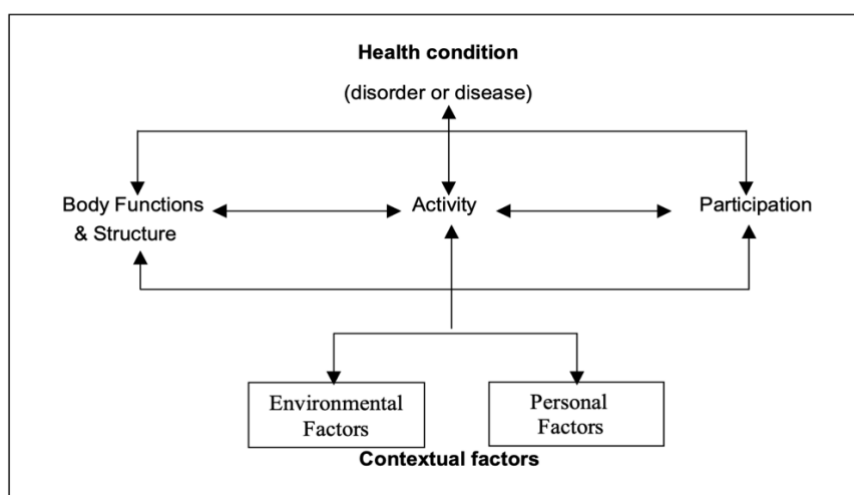 Health condition
(disorder or disease)
Body Functions
& Structure
Activity
Participation
Environmental
Factors
Personal
Factors
Contextual factors